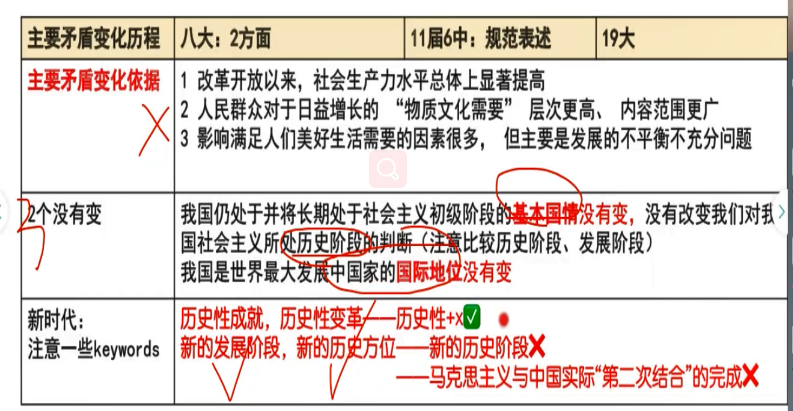 主要矛盾变化历程 八大：2方面 11届6中：规范表述 19大
主要矛盾变化依据 1 改革开放以来，社会生产力水平总体上显著提高
2 人民群众对于日益增长的 “物质文化需要” 层次更高、 内容范围更广
3 影响满足人们美好生活需要的因素很多， 但主要是发展的不平衡不充分问题
2个没有变 我国仍处于并将长期处于社会主义初级阶段的基本国情没有变，没有改变我们对我
国社会主义所处历史阶段的判断（注意比较历史阶段、发展阶段）
我国是世界最大发展中国家的国际地位没有变
新时代： 历史性成就，历史性变革——历史性+x✅
注意一些keywords 新的发展阶段，新的历史方位——新的历史阶段❌
——马克思主义与中国实际“第二次结合”的完成❌